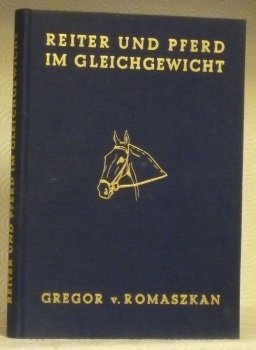 REITER UND PFERD
IM GLEICHGEWICHT
GREGOR v. ROMASZKAN
REITER UND PFERD IM GLEICHGEWICHT